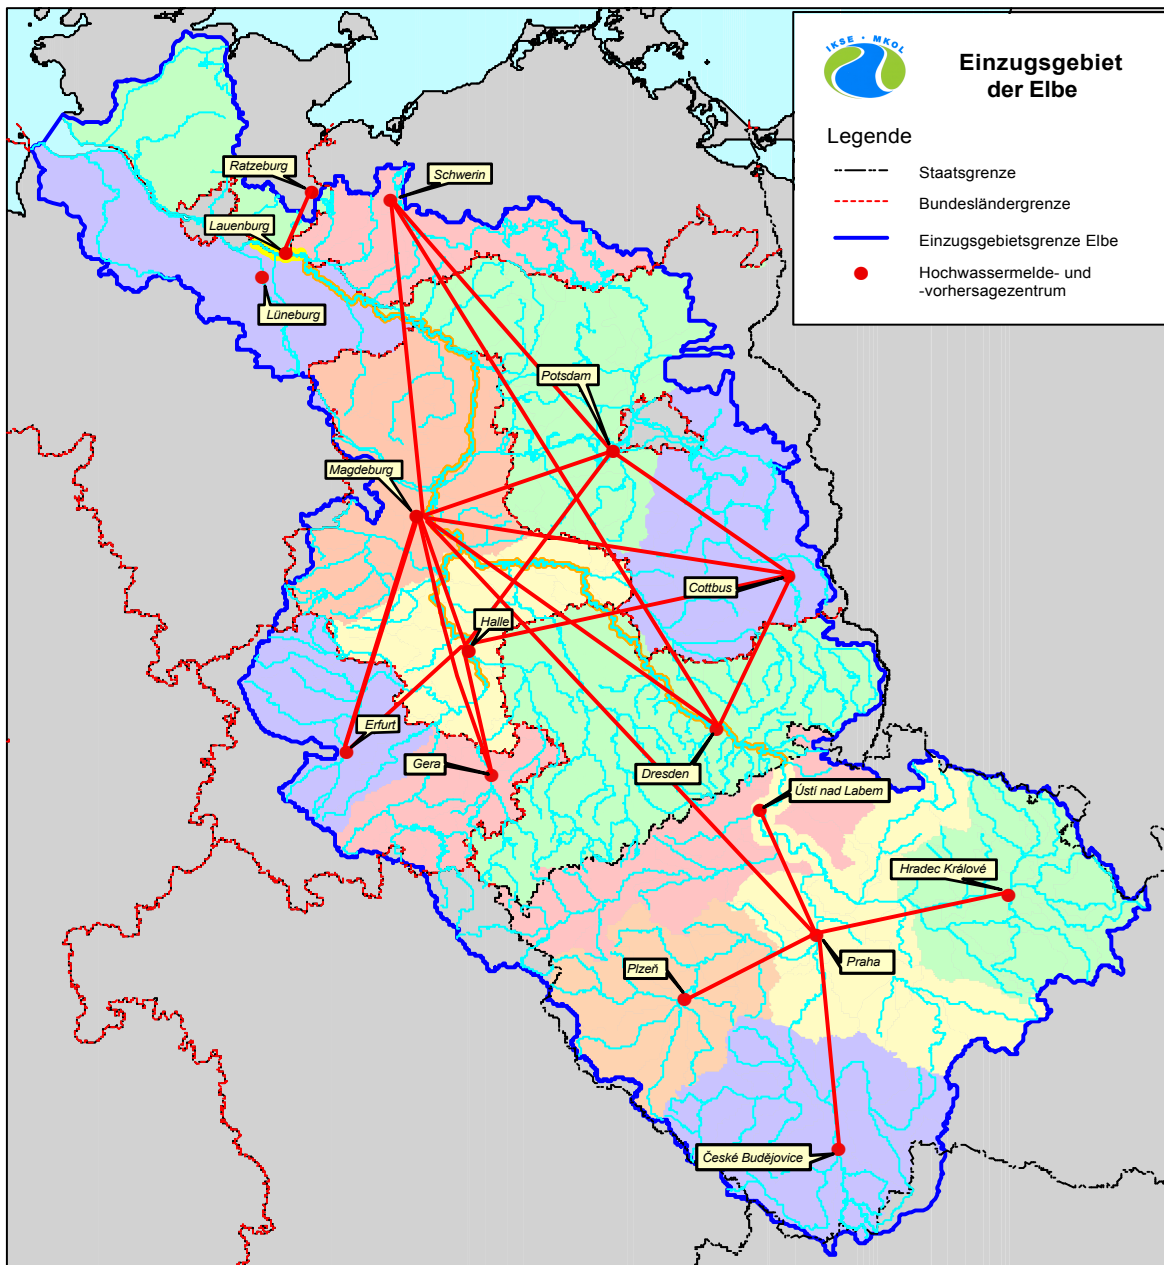 IKSE • MKOL
Einzugsgebiet
der Elbe
Legende
Staatsgrenze
Bundesländergrenze
Einzugsgebietsgrenze Elbe
Hochwassermelde- und
-vorhersagezentrum
Ratzeburg
Schwerin
Lauenburg
Lüneburg
Potsdam
Magdeburg
Cottbus
Halle
Erfurt
Gera
Dresden
Ústí nad Labem
Hradec Králové
Praha
Plzeň
České Budějovice